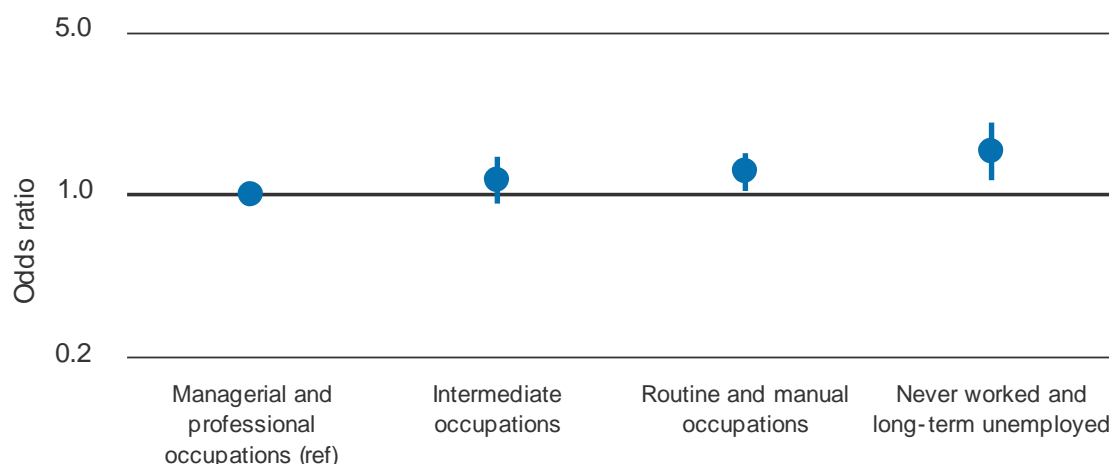 5.0
1.0
0.2
Odds ratio
Managerial and
professional
occupations (ref)
Intermediate
occupations
Routine and manual
occupations
Never worked and
long-term unemployed